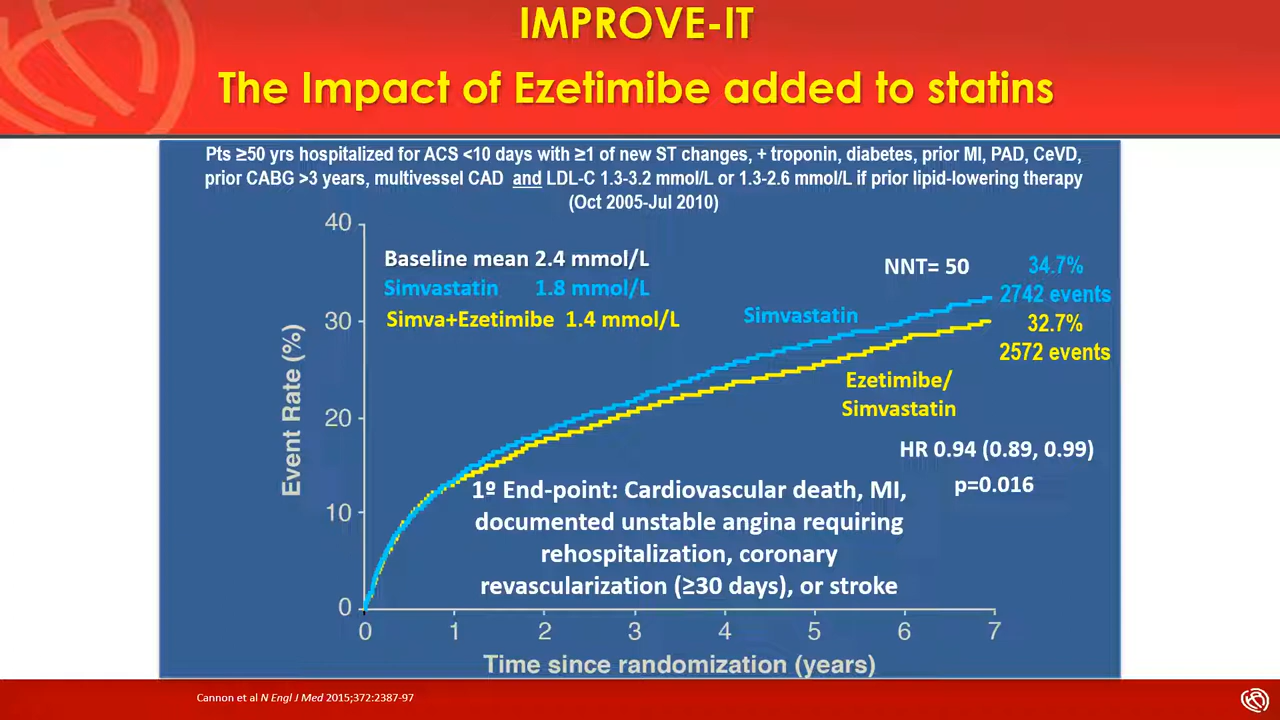 IMPROVE-IT
The Impact of Ezetimibe added to statins
Pts ≥50 yrs hospitalized for ACS <10 days with ≥1 of new ST changes, + troponin, diabetes, prior MI, PAD, CeVD,
prior CABG >3 years, multivessel CAD and LDL-C 1.3-3.2 mmol/L or 1.3-2.6 mmol/L if prior lipid-lowering therapy
(Oct 2005-Jul 2010)
40
30
20
10
0
Event Rate (%)
Baseline mean 2.4 mmol/L
Simvastatin 1.8 mmol/L
Simva+Ezetimibe 1.4 mmol/L
NNT= 50
34.7%
2742 events
Simvastatin
32.7%
2572 events
Ezetimibe/
Simvastatin
HR 0.94 (0.89, 0.99)
p=0.016
1º End-point: Cardiovascular death, MI,
documented unstable angina requiring
rehospitalization, coronary
revascularization (≥30 days), or stroke
0 1 2 3 4 5 6 7
Time since randomization (years)
Cannon et al N Engl J Med 2015;372:2387-97